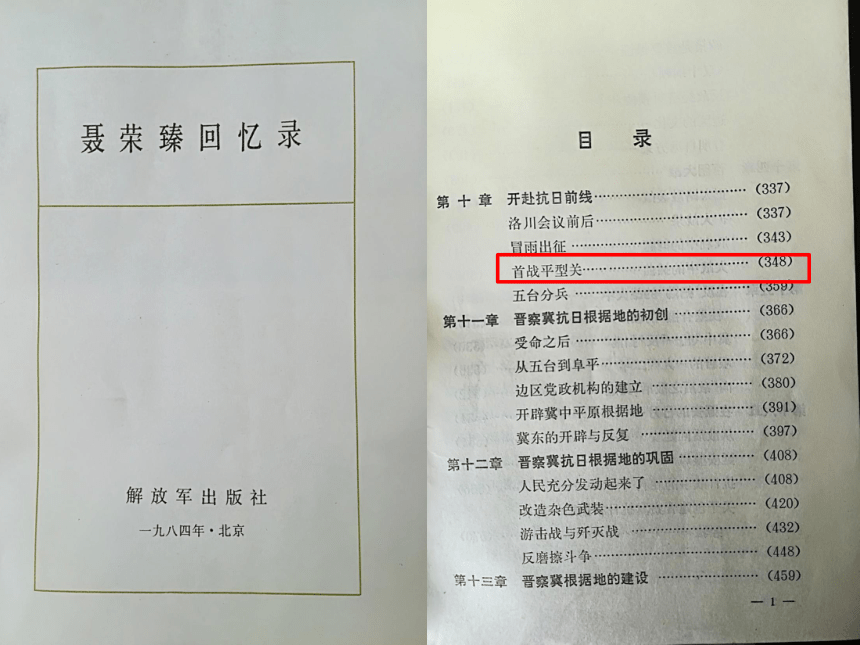 聂荣臻回忆录
解放军出版社
一九八四年·北京
目 录
第十章 开赴抗日前线……………………………(337)
洛川会议前后……………………………(337)
冒雨出征……………………………(343)
首战平型关……………………………(348)
五台分兵……………………………(359)
第十一章 晋察冀抗日根据地的初创……………(366)
受命之后……………………………(366)
从五台到阜平……………………………(372)
边区党政机构的建立………………(380)
开辟冀中平原根据地………………(391)
冀东的开辟与反复………………(397)
第十二章 晋察冀抗日根据地的巩固……………(408)
人民充分发动起来了………………(408)
改造杂色武装……………………………(420)
游击战与歼灭战……………………(432)
反磨擦斗争……………………………(448)
第十三章 晋察冀根据地的建设…………………(459)
— 1 —